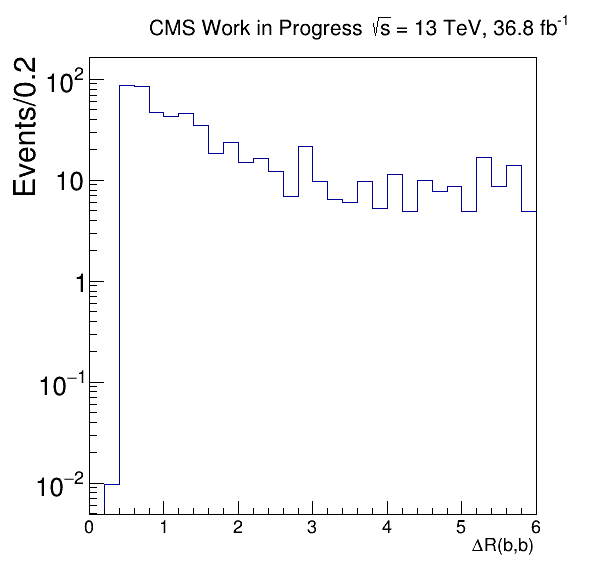 CMS Work in Progress √s = 13 TeV, 36.8 fb⁻¹
Events/0.2
10²
10
1
10⁻¹
10⁻²
0 1 2 3 4 5 6
ΔR(b,b)